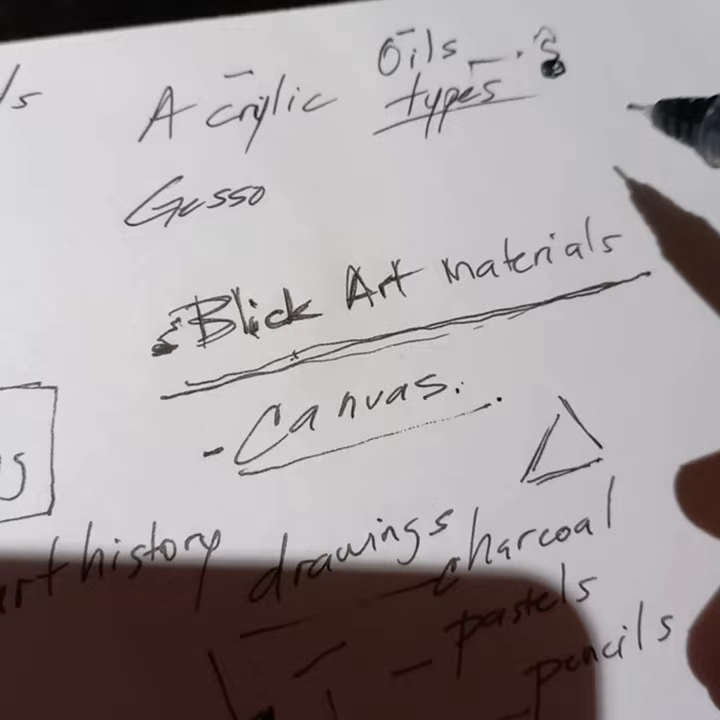 Oils
Acrylic types
Gesso
Blick Art Materials
- Canvas.
art history drawings - charcoal
- pastels
- pencils